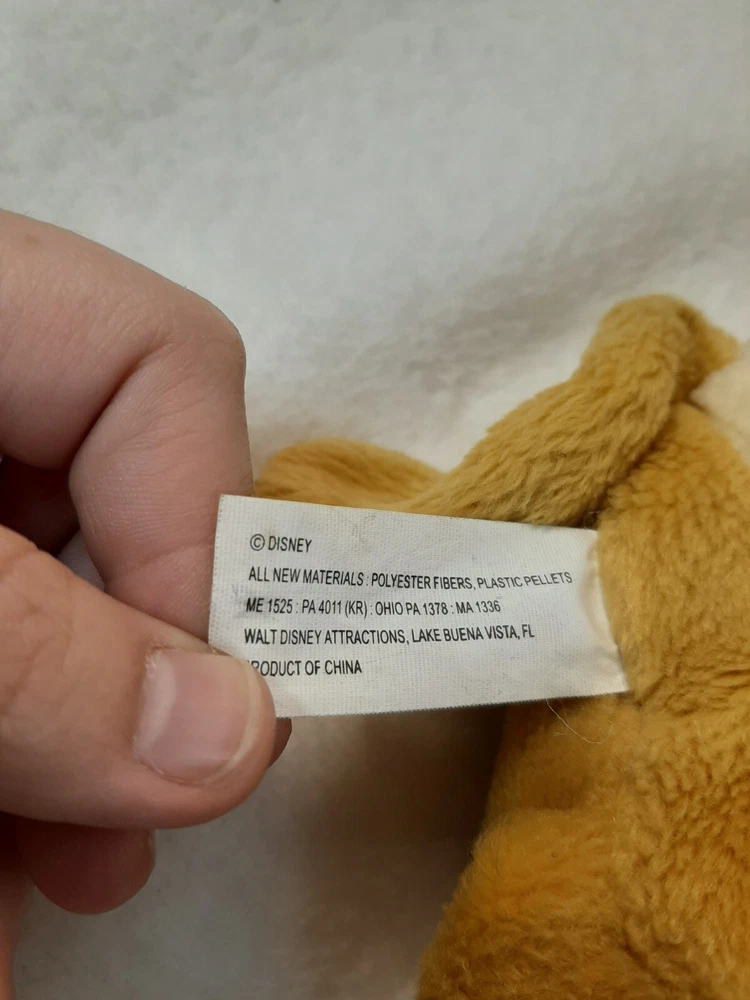 © DISNEY
ALL NEW MATERIALS : POLYESTER FIBERS, PLASTIC PELLETS
ME 1525 : PA 4011 (KR) : OHIO PA 1378 : MA 1336
WALT DISNEY ATTRACTIONS, LAKE BUENA VISTA, FL
PRODUCT OF CHINA